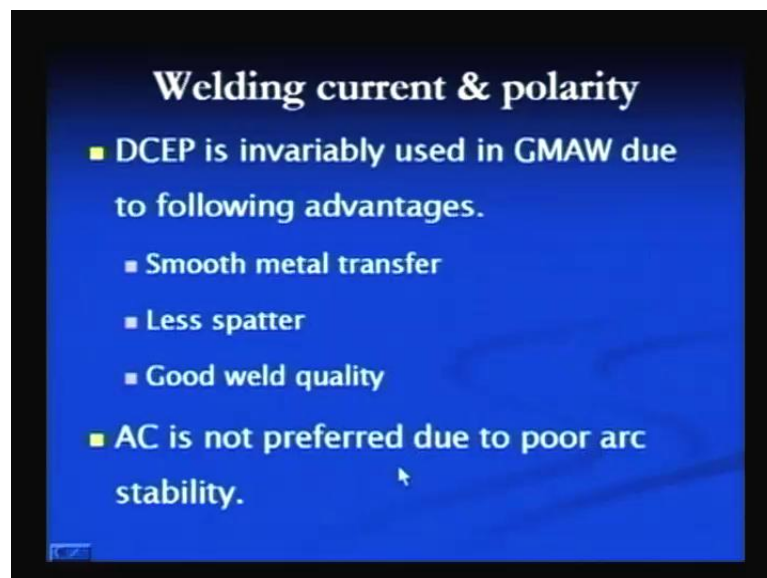 Welding current & polarity
DCEP is invariably used in GMAW due
to following advantages.
Smooth metal transfer
Less spatter
Good weld quality
AC is not preferred due to poor arc
stability.